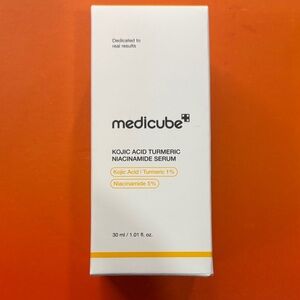 Dedicated to
real results
medicube
KOJIC ACID TURMERIC
NIACINAMIDE SERUM
Kojic Acid | Turmeric 1%
Niacinamide 5%
30 ml / 1.01 fl. oz.